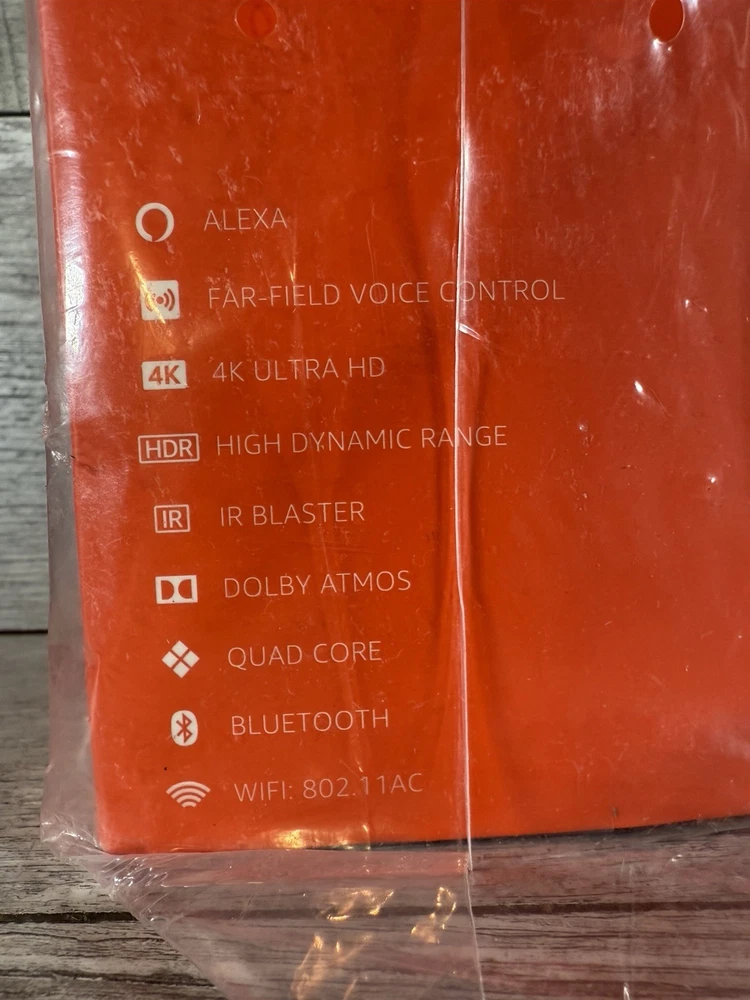 ALEXA
FAR-FIELD VOICE CONTROL
4K 4K ULTRA HD
HDR HIGH DYNAMIC RANGE
IR IR BLASTER
DOLBY ATMOS
QUAD CORE
BLUETOOTH
WIFI: 802.11AC